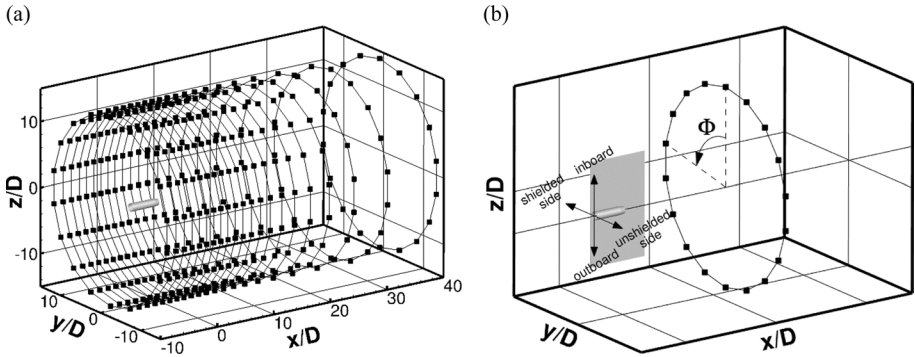 (a)
10
0
-10
z/D
10
0
-10
y/D
-10
0
10
20
30
40
x/D
(b)
Φ
shielded
side
inboard
unshielded
side
outboard
z/D
y/D
x/D